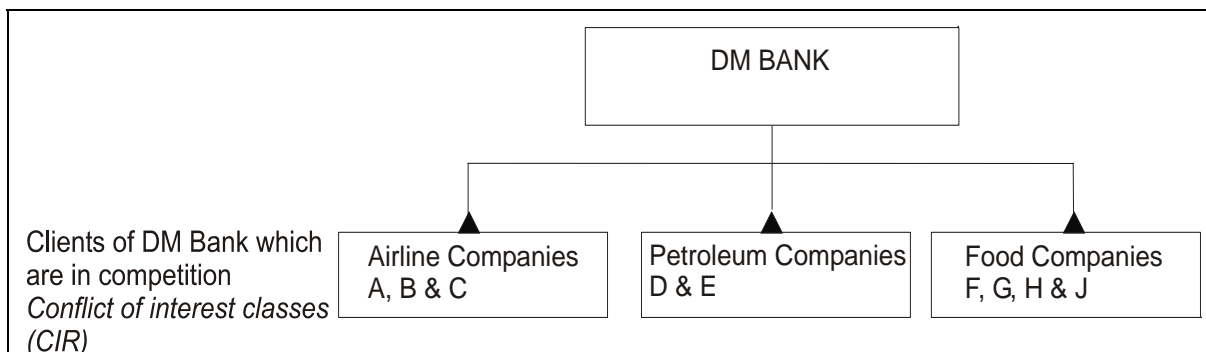 DM BANK
Clients of DM Bank which
are in competition
Conflict of interest classes
(CIR)
Airline Companies
A, B & C
Petroleum Companies
D & E
Food Companies
F, G, H & J